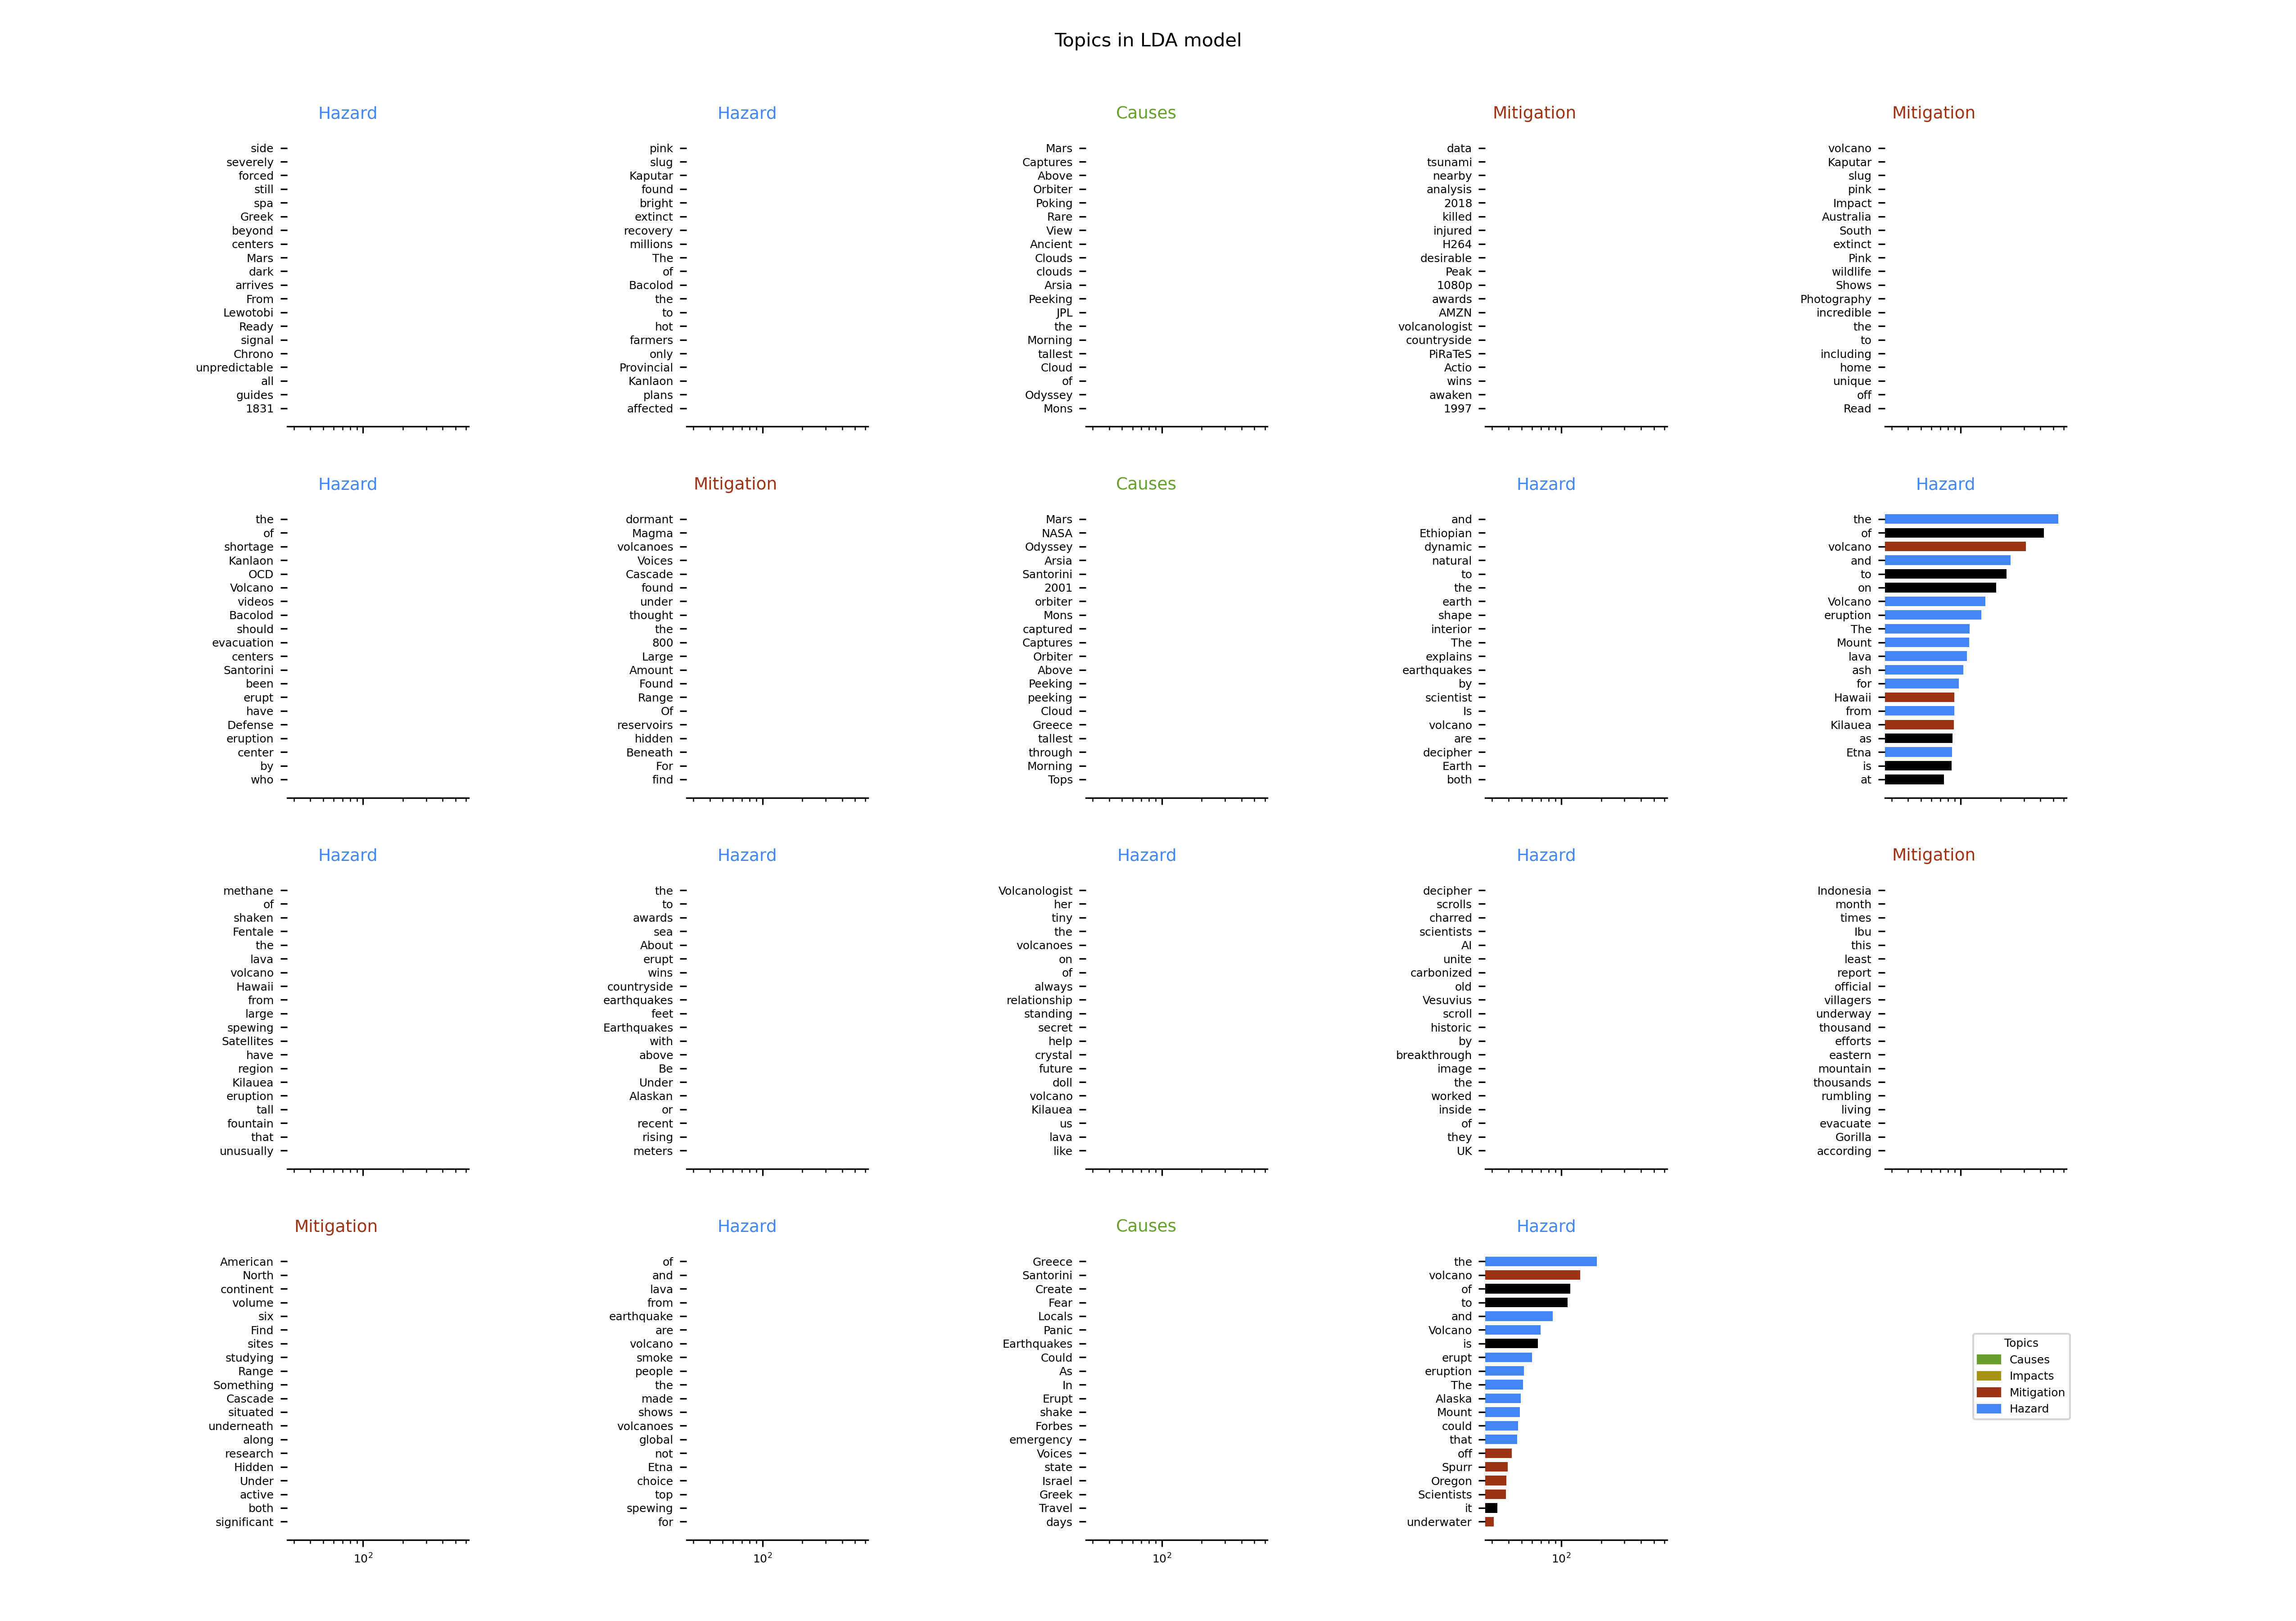 Topics in LDA model
Hazard
side
severely
forced
still
spa
Greek
beyond
centers
Mars
dark
arrives
From
Lewotobi
Ready
signal
Chrono
unpredictable
all
guides
1831
Hazard
pink
slug
Kaputar
found
bright
extinct
recovery
millions
The
of
Bacolod
the
to
hot
farmers
only
Provincial
Kanlaon
plans
affected
Causes
Mars
Captures
Above
Orbiter
Poking
Rare
View
Ancient
Clouds
clouds
Arsia
Peeking
JPL
the
Morning
tallest
Cloud
of
Odyssey
Mons
Mitigation
data
tsunami
nearby
analysis
2018
killed
injured
H264
desirable
Peak
1080p
awards
AMZN
volcanologist
countryside
PiRaTeS
Actio
wins
awaken
1997
Mitigation
volcano
Kaputar
slug
pink
Impact
Australia
South
extinct
Pink
wildlife
Shows
Photography
incredible
the
to
including
home
unique
off
Read
Hazard
the
of
shortage
Kanlaon
OCD
Volcano
videos
Bacolod
should
evacuation
centers
Santorini
been
erupt
have
Defense
eruption
center
by
who
Mitigation
dormant
Magma
volcanoes
Voices
Cascade
found
under
thought
the
800
Large
Amount
Found
Range
Of
reservoirs
hidden
Beneath
For
find
Causes
Mars
NASA
Odyssey
Arsia
Santorini
2001
orbiter
Mons
captured
Captures
Orbiter
Above
Peeking
peeking
Cloud
Greece
tallest
through
Morning
Tops
Hazard
and
Ethiopian
dynamic
natural
to
the
earth
shape
interior
The
explains
earthquakes
by
scientist
Is
volcano
are
decipher
Earth
both
Hazard
the
of
volcano
and
to
on
Volcano
eruption
The
Mount
lava
ash
for
Hawaii
from
Kilauea
as
Etna
is
at
Hazard
methane
of
shaken
Fentale
the
lava
volcano
Hawaii
from
large
spewing
Satellites
have
region
Kilauea
eruption
tall
fountain
that
unusually
Hazard
the
to
awards
sea
About
erupt
wins
countryside
earthquakes
feet
Earthquakes
with
above
Be
Under
Alaskan
or
recent
rising
meters
Hazard
Volcanologist
her
tiny
the
volcanoes
on
of
always
relationship
standing
secret
help
crystal
future
doll
volcano
Kilauea
us
lava
like
Hazard
decipher
scrolls
charred
scientists
AI
unite
carbonized
old
Vesuvius
scroll
historic
by
breakthrough
image
the
worked
inside
of
they
UK
Mitigation
Indonesia
month
times
Ibu
this
least
report
official
villagers
underway
thousand
efforts
eastern
mountain
thousands
rumbling
living
evacuate
Gorilla
according
Mitigation
American
North
continent
volume
six
Find
sites
studying
Range
Something
Cascade
situated
underneath
along
research
Hidden
Under
active
both
significant
10²
Hazard
of
and
lava
from
earthquake
are
volcano
smoke
people
the
made
shows
volcanoes
global
not
Etna
choice
top
spewing
for
10²
Causes
Greece
Santorini
Create
Fear
Locals
Panic
Earthquakes
Could
As
In
Erupt
shake
Forbes
emergency
Voices
state
Israel
Greek
Travel
days
10²
Hazard
the
volcano
of
to
and
Volcano
is
erupt
eruption
The
Alaska
Mount
could
that
off
Spurr
Oregon
Scientists
it
underwater
10²
Topics
Causes
Impacts
Mitigation
Hazard